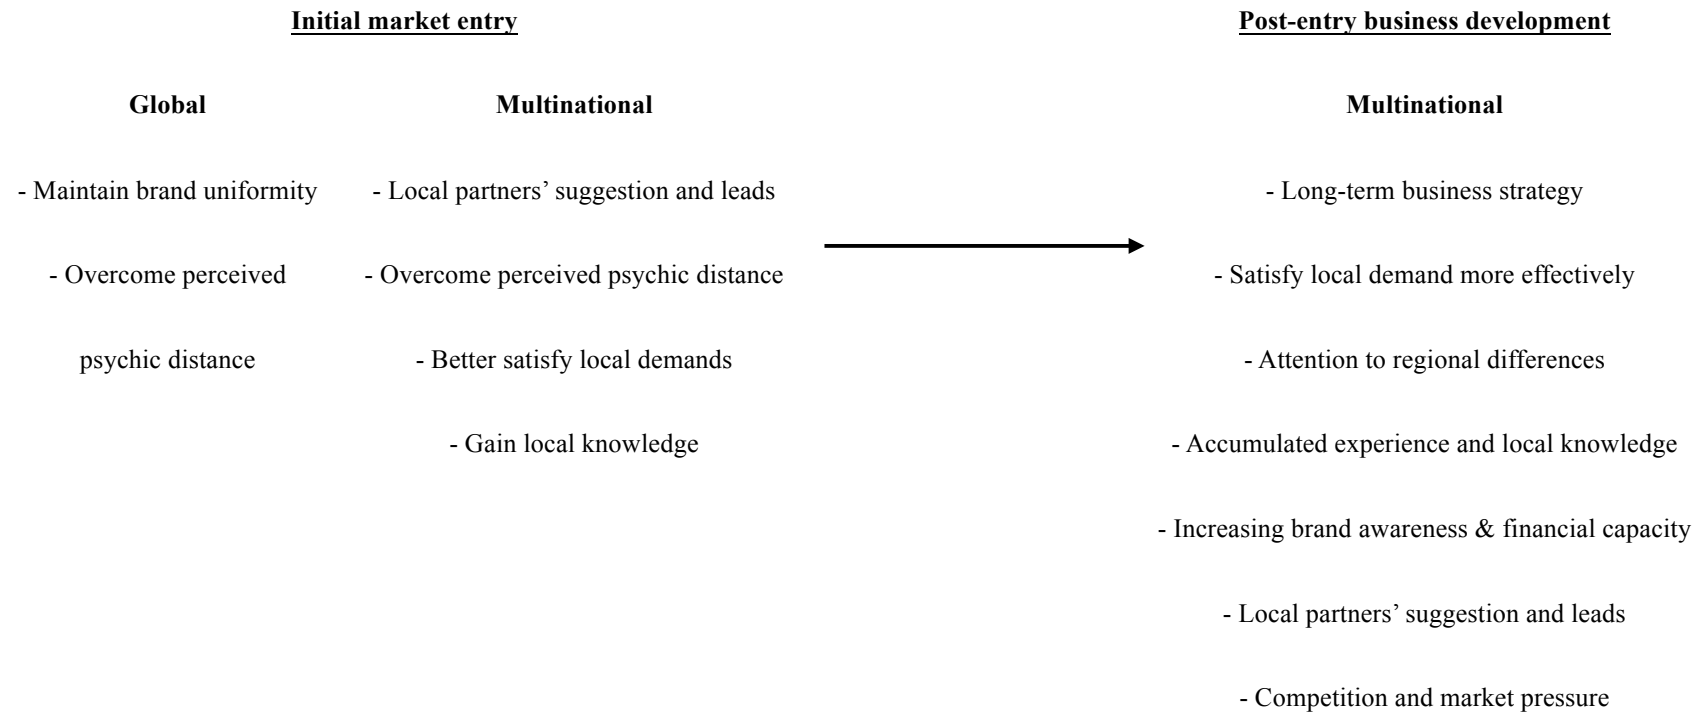 Initial market entry
Post-entry business development
Global
Multinational
Multinational
- Maintain brand uniformity
- Overcome perceived
psychic distance
- Local partners’ suggestion and leads
- Overcome perceived psychic distance
- Better satisfy local demands
- Gain local knowledge
- Long-term business strategy
- Satisfy local demand more effectively
- Attention to regional differences
- Accumulated experience and local knowledge
- Increasing brand awareness & financial capacity
- Local partners’ suggestion and leads
- Competition and market pressure